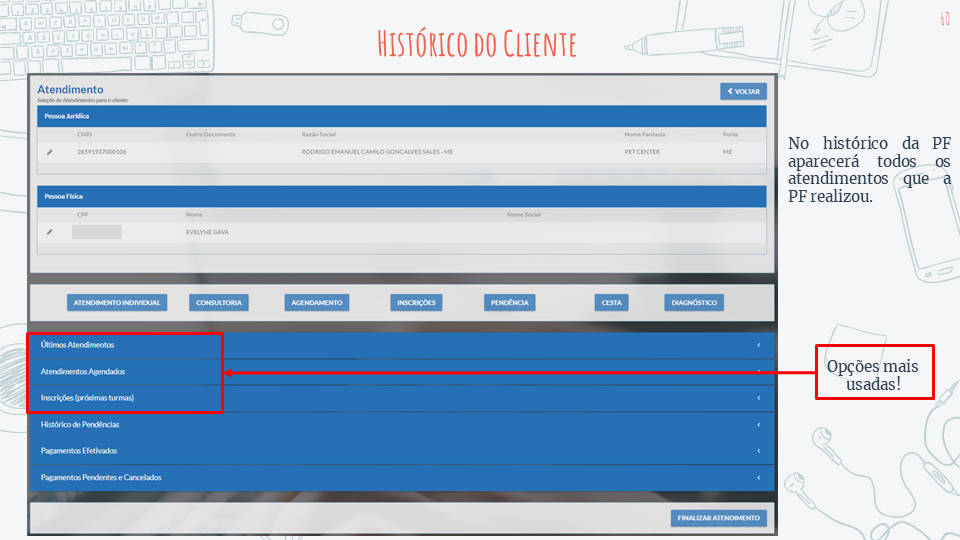 60
Histórico do Cliente
Atendimento
Seleção de Atendimentos para o cliente:
VOLTAR
Pessoa Jurídica
CNPJ Outro Documento Razão Social Nome Fantasia Porte
28591937000106 RODRIGO EMANUEL CAMILO GONCALVES SALES - ME PET CENTER ME
Pessoa Física
CPF Nome Nome Social
EVELYNE GAVA
No histórico da PF
aparecerá todos os
atendimentos que a
PF realizou.
ATENDIMENTO INDIVIDUAL CONSULTORIA AGENDAMENTO INSCRIÇÕES PENDÊNCIA CESTA DIAGNÓSTICO
Últimos Atendimentos
Atendimentos Agendados
Inscrições (próximas turmas)
Histórico de Pendências
Pagamentos Efetivados
Pagamentos Pendentes e Cancelados
Opções mais
usadas!
FINALIZAR ATENDIMENTO